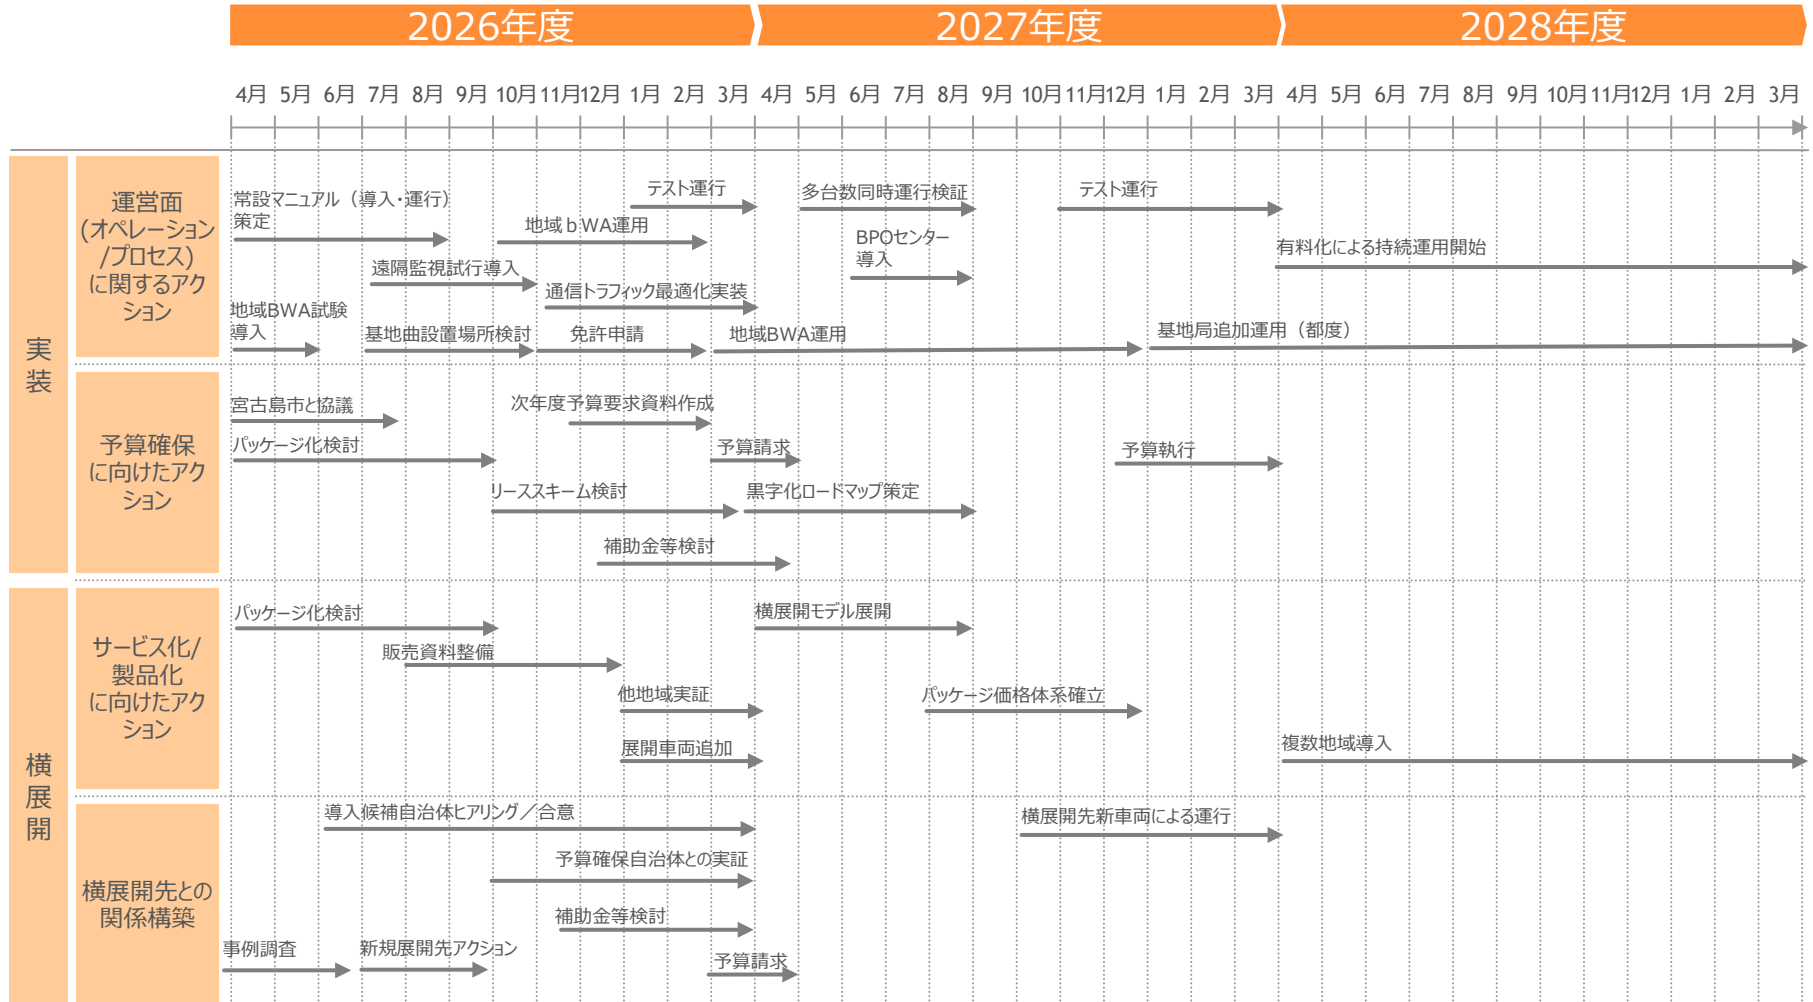 2026年度
2027年度
2028年度
4月 5月 6月 7月 8月 9月 10月 11月 12月 1月 2月 3月 4月 5月 6月 7月 8月 9月 10月 11月 12月 1月 2月 3月 4月 5月 6月 7月 8月 9月 10月 11月 12月 1月 2月 3月
実装
運営面
(オペレーション
/プロセス)
に関するアク
ション
常設マニュアル（導入・運行）
策定
テスト運行
多台数同時運行検証
テスト運行
地域ｂWA運用
BPOセンター
導入
有料化による持続運用開始
遠隔監視試行導入
通信トラフィック最適化実装
地域BWA試験
導入
基地曲設置場所検討
免許申請
地域BWA運用
基地局追加運用（都度）
予算確保
に向けたアク
ション
宮古島市と協議
次年度予算要求資料作成
パッケージ化検討
予算請求
予算執行
リーススキーム検討
黒字化ロードマップ策定
補助金等検討
横展開
サービス化/
製品化
に向けたアク
ション
パッケージ化検討
横展開モデル展開
販売資料整備
他地域実証
パッケージ価格体系確立
展開車両追加
複数地域導入
横展開先との
関係構築
導入候補自治体ヒアリング／合意
横展開先新車両による運行
予算確保自治体との実証
補助金等検討
事例調査
新規展開先アクション
予算請求